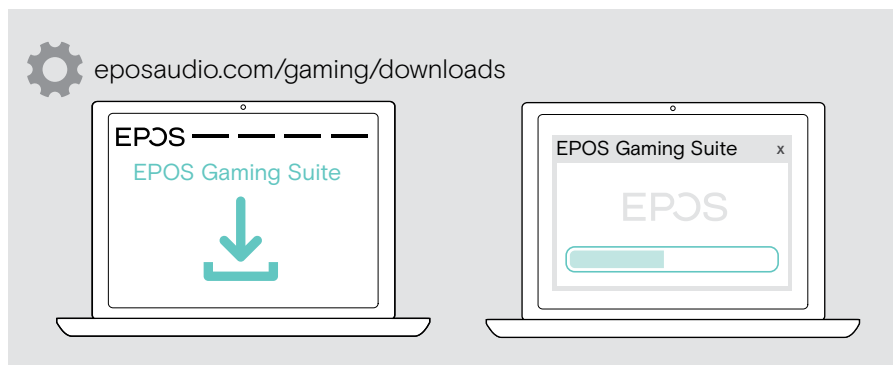 eposaudio.com/gaming/downloads
EPOS
EPOS Gaming Suite
EPOS Gaming Suite x
EPOS